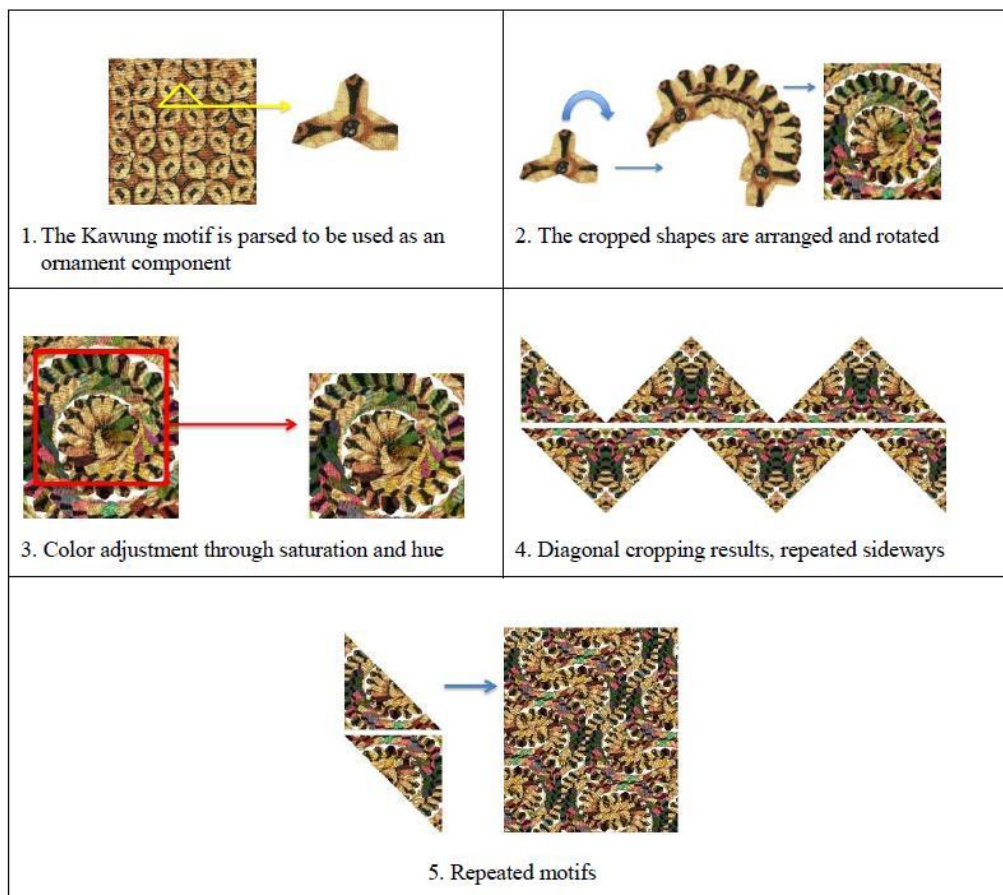 1. The Kawung motif is parsed to be used as an
ornament component
2. The cropped shapes are arranged and rotated
3. Color adjustment through saturation and hue
4. Diagonal cropping results, repeated sideways
5. Repeated motifs